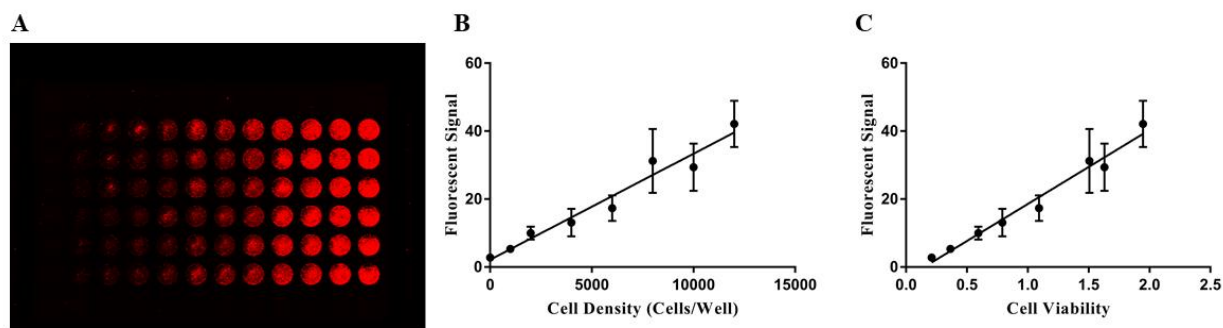 A
B
60
40
20
0
Fluorescent Signal
0
5000
10000
15000
Cell Density (Cells/Well)
C
60
40
20
0
Fluorescent Signal
0.0
0.5
1.0
1.5
2.0
2.5
Cell Viability